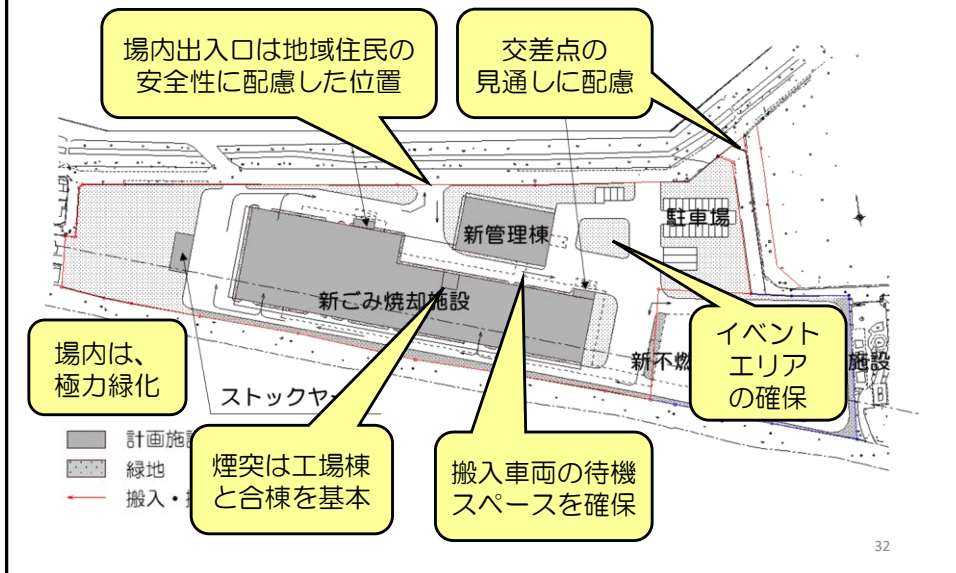 場内出入口は地域住民の
安全性に配慮した位置
交差点の
見通しに配慮
新管理棟
駐車場
新ごみ焼却施設
イベント
エリア
の確保
新不燃
施設
場内は、
極力緑化
ストックヤ
計画施
緑地
搬入・
煙突は工場棟
と合棟を基本
搬入車両の待機
スペースを確保
32